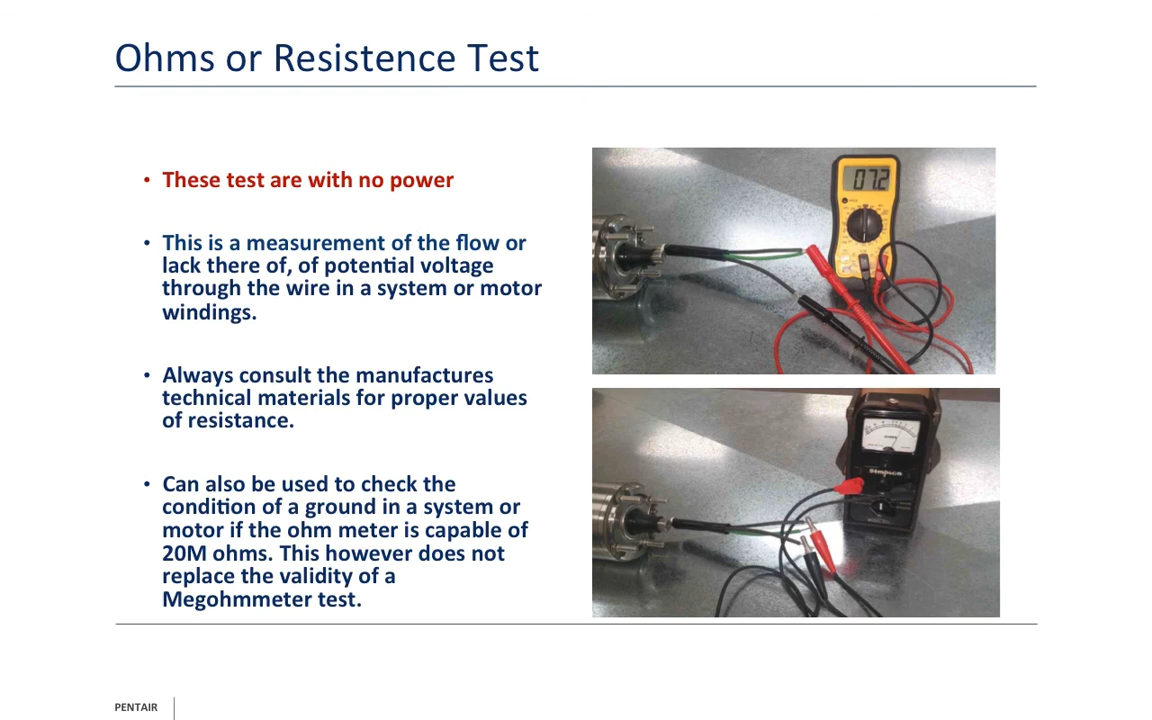 Ohms or Resistence Test
• These test are with no power
• This is a measurement of the flow or
lack there of, of potential voltage
through the wire in a system or motor
windings.
• Always consult the manufactures
technical materials for proper values
of resistance.
• Can also be used to check the
condition of a ground in a system or
motor if the ohm meter is capable of
20M ohms. This however does not
replace the validity of a
Megohmmeter test.
07.2
PENTAIR